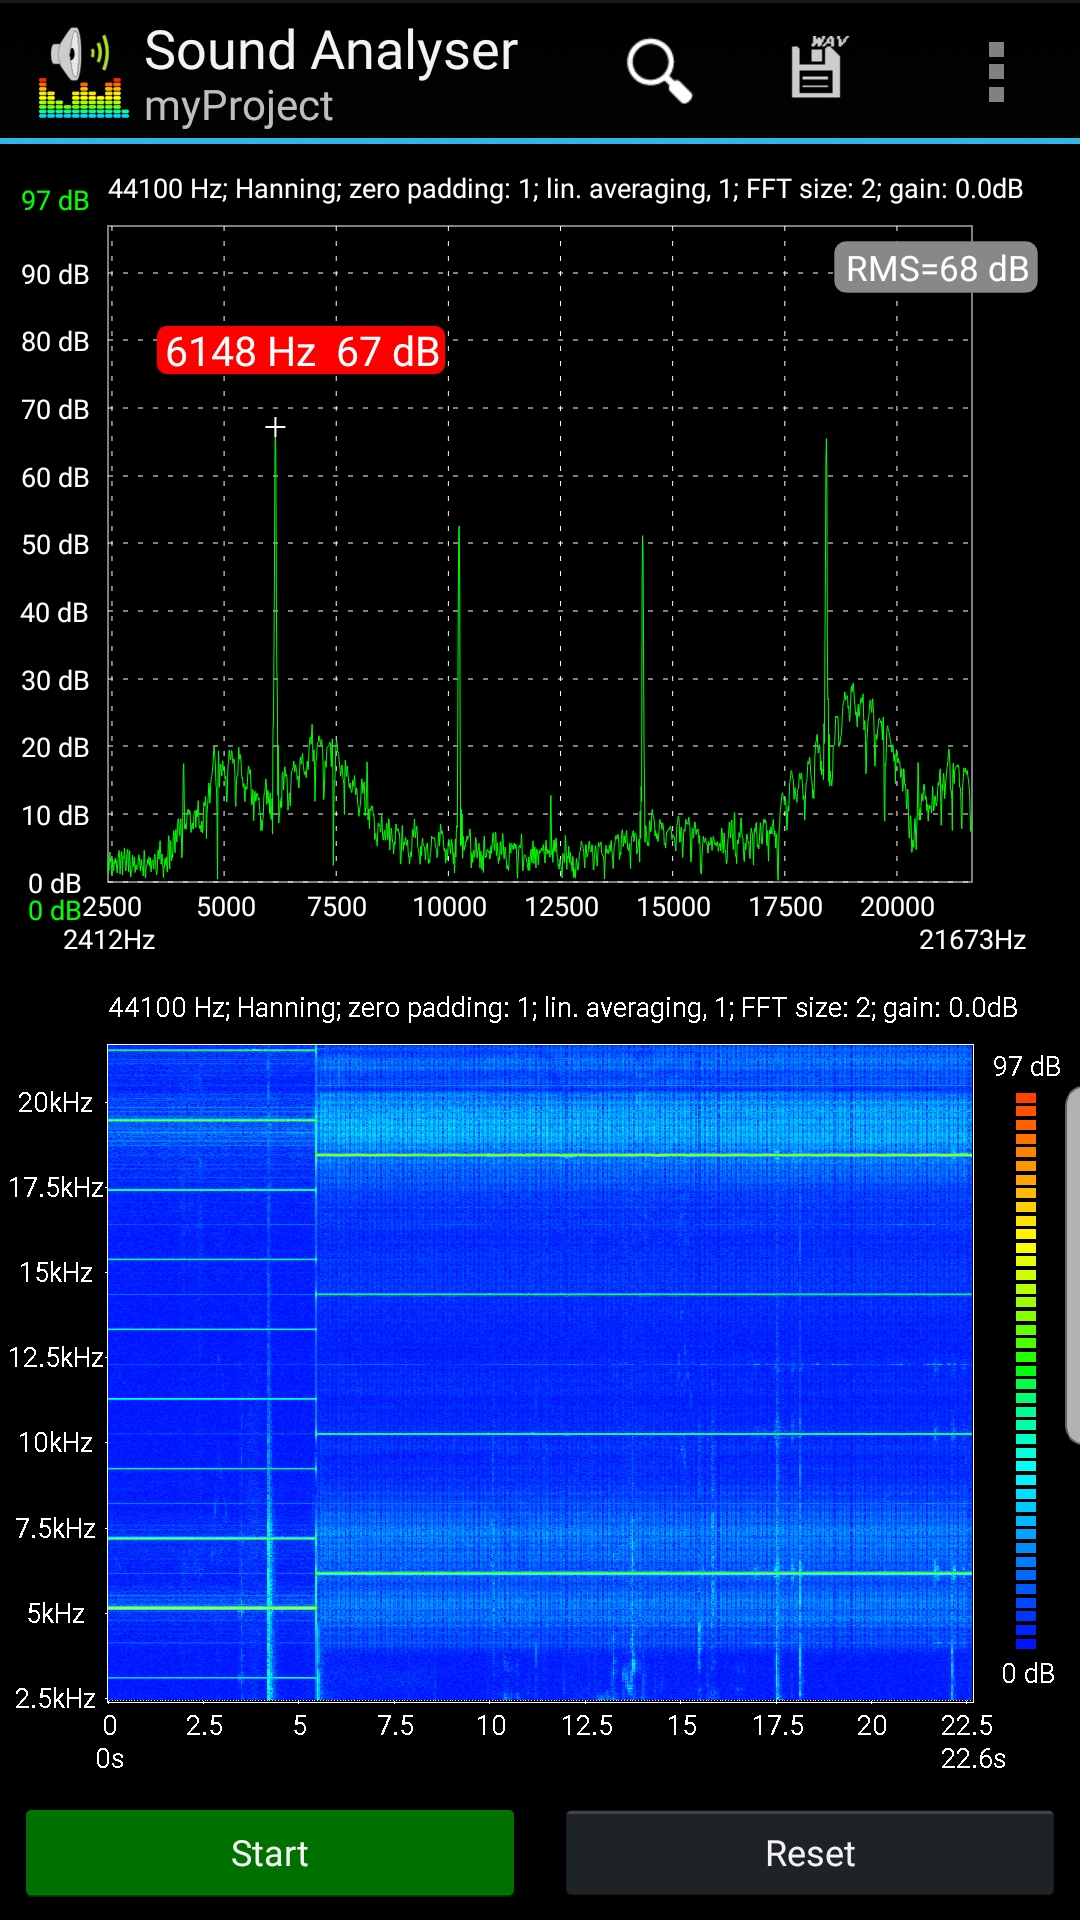 Sound Analyser
WAV
myProject
97 dB
44100 Hz; Hanning; zero padding: 1; lin. averaging, 1; FFT size: 2; gain: 0.0dB
90 dB
RMS=68 dB
80 dB
6148 Hz 67 dB
70 dB
60 dB
50 dB
40 dB
30 dB
20 dB
10 dB
0 dB
0 dB
2500 5000 7500 10000 12500 15000 17500 20000
2412Hz 21673Hz
44100 Hz; Hanning; zero padding: 1; lin. averaging, 1; FFT size: 2; gain: 0.0dB
97 dB
20kHz
17.5kHz
15kHz
12.5kHz
10kHz
7.5kHz
5kHz
2.5kHz
0 dB
0 2.5 5 7.5 10 12.5 15 17.5 20 22.5
0s 22.6s
Start Reset